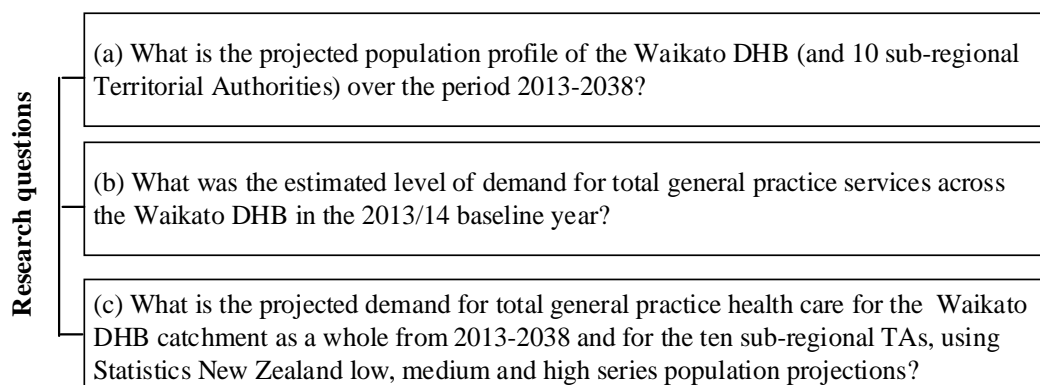 Research questions
(a) What is the projected population profile of the Waikato DHB (and 10 sub-regional
Territorial Authorities) over the period 2013-2038?
(b) What was the estimated level of demand for total general practice services across
the Waikato DHB in the 2013/14 baseline year?
(c) What is the projected demand for total general practice health care for the Waikato
DHB catchment as a whole from 2013-2038 and for the ten sub-regional TAs, using
Statistics New Zealand low, medium and high series population projections?